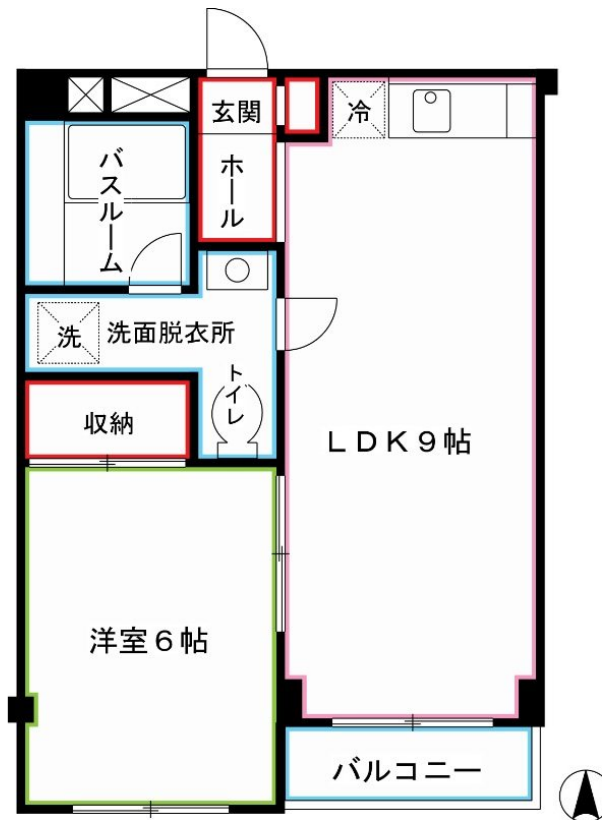 玄関
冷
ホール
バスルーム
洗
洗面脱衣所
トイレ
収納
LDK9帖
洋室6帖
バルコニー